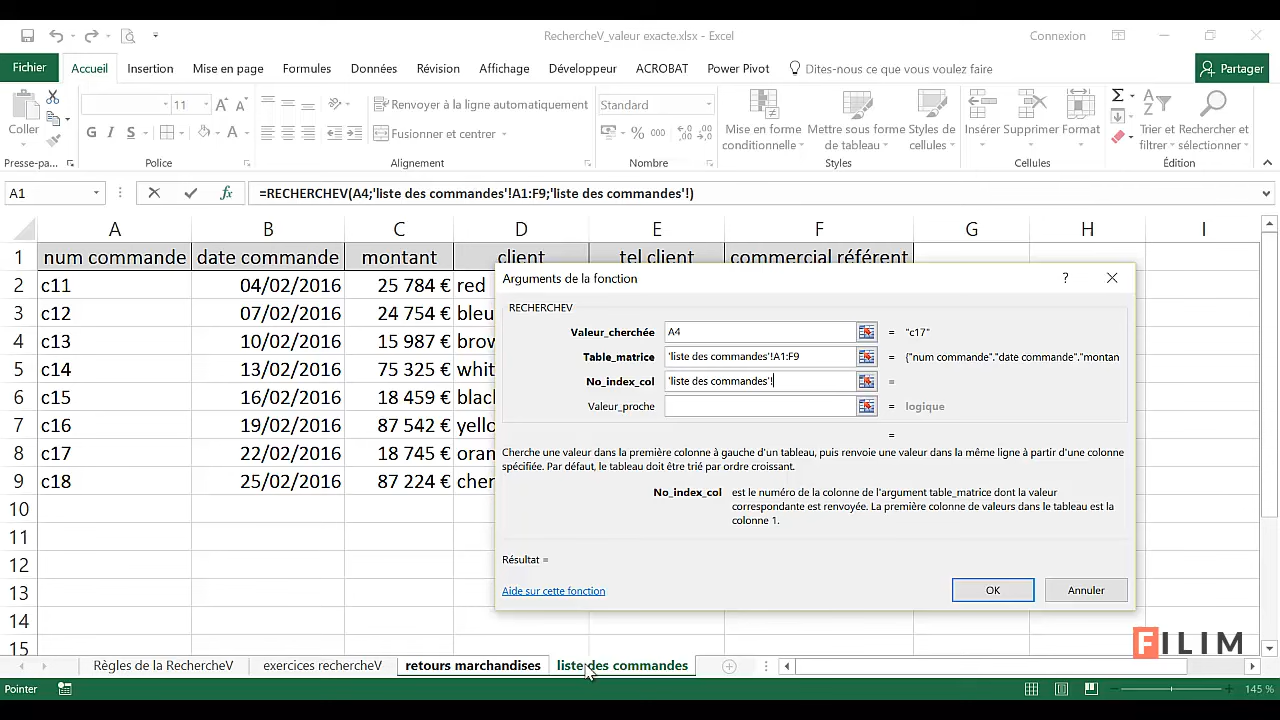 RechercheV_valeur exacte.xlsx - Excel
Connexion
Fichier Accueil Insertion Mise en page Formules Données Révision Affichage Développeur ACROBAT Power Pivot Dites-nous ce que vous voulez faire Partager
Coller
G I S
11
Renvoyer à la ligne automatiquement
Fusionner et centrer
Standard
% 000
Mise en forme conditionnelle
Mettre sous forme de tableau
Styles de cellules
Insérer Supprimer Format
Trier et filtrer
Rechercher et sélectionner
Presse-pa... Police Alignement Nombre Styles Cellules Édition
A1 fx =RECHERCHEV(A4;'liste des commandes'!A1:F9;'liste des commandes'!)
A B C D E F G H I
1 num commande date commande montant client tel client commercial référent
2 c11 04/02/2016 25 784 € red
3 c12 07/02/2016 24 754 € bleu
4 c13 10/02/2016 15 987 € brow
5 c14 13/02/2016 75 325 € whit
6 c15 16/02/2016 18 459 € blac
7 c16 19/02/2016 87 542 € yello
8 c17 22/02/2016 18 745 € oran
9 c18 25/02/2016 87 224 € cher
10
11
12
13
14
15
Arguments de la fonction ?
RECHERCHEV
Valeur_cherchée A4 = "c17"
Table_matrice 'liste des commandes'!A1:F9 = {"num commande"."date commande"."montan
No_index_col 'liste des commandes'! =
Valeur_proche = logique
=
Cherche une valeur dans la première colonne à gauche d'un tableau, puis renvoie une valeur dans la même ligne à partir d'une colonne
spécifiée. Par défaut, le tableau doit être trié par ordre croissant.
No_index_col est le numéro de la colonne de l'argument table_matrice dont la valeur
correspondante est renvoyée. La première colonne de valeurs dans le tableau est la
colonne 1.
Résultat =
Aide sur cette fonction OK Annuler
FILIM
Règles de la RechercheV exercices rechercheV retours marchandises liste des commandes
Pointer 145 %